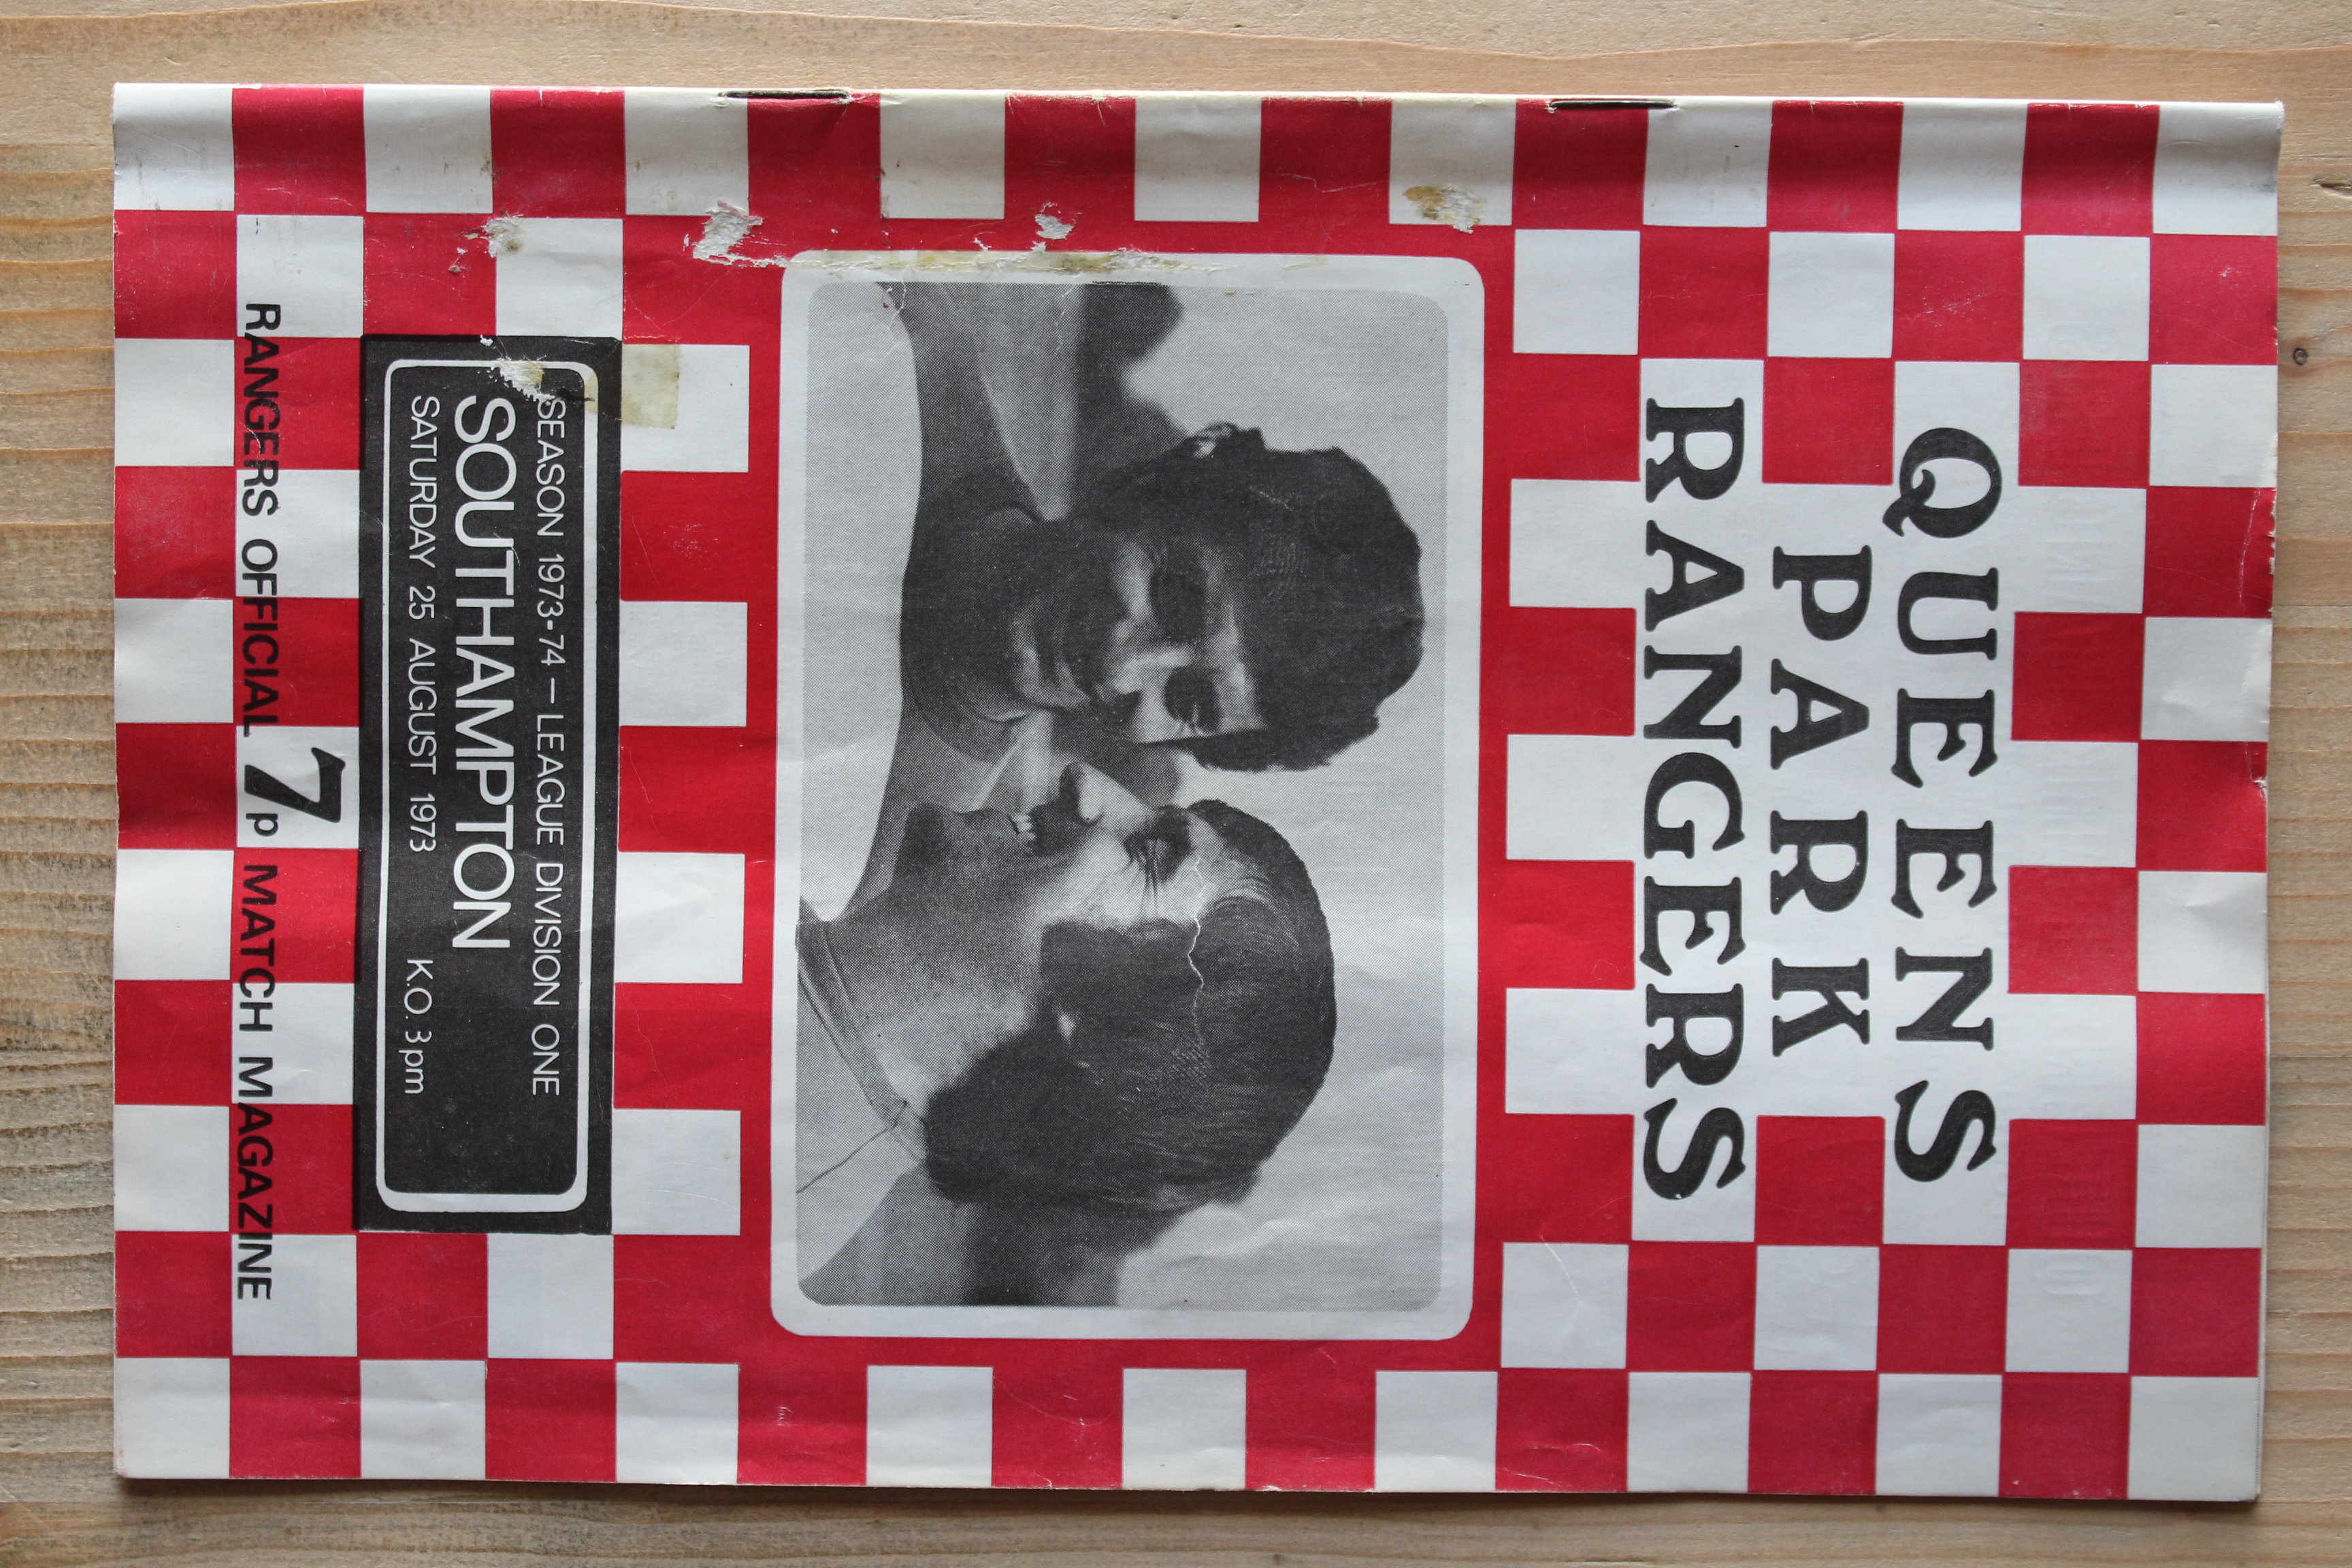 QUEENS
PARK
RANGERS
SEASON 1973-74 — LEAGUE DIVISION ONE
SOUTHAMPTON
SATURDAY 25 AUGUST 1973 K.O. 3pm
RANGERS OFFICIAL 7p MATCH MAGAZINE